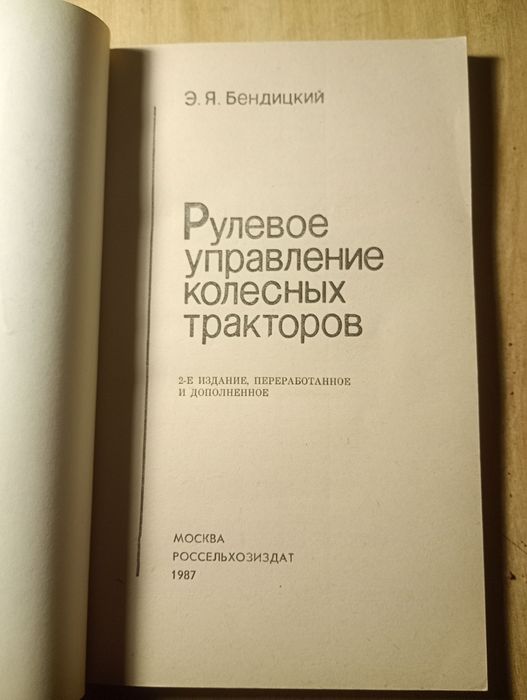 Э. Я. Бендицкий
Рулевое
управление
колесных
тракторов
2-Е ИЗДАНИЕ, ПЕРЕРАБОТАННОЕ
И ДОПОЛНЕННОЕ
МОСКВА
РОССЕЛЬХОЗИЗДАТ
1987